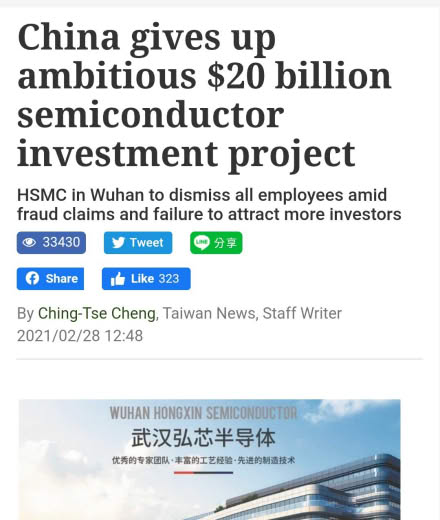 China gives up
ambitious $20 billion
semiconductor
investment project
HSMC in Wuhan to dismiss all employees amid
fraud claims and failure to attract more investors
33430 Tweet LINE 分享
Share Like 323
By Ching-Tse Cheng, Taiwan News, Staff Writer
2021/02/28 12:48
WUHAN HONGXIN SEMICONDUCTOR
武汉弘芯半导体
优秀的专家团队·丰富的工艺经验·先进的制造技术